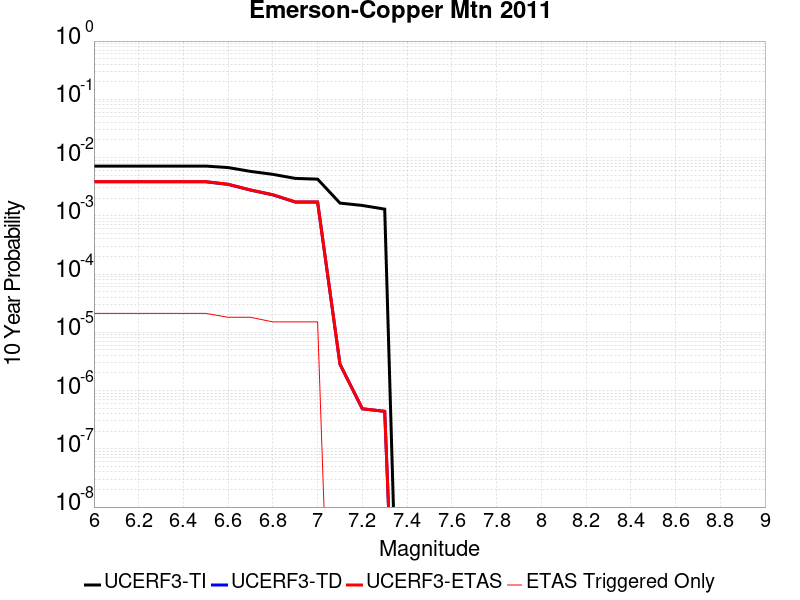 Emerson-Copper Mtn 2011
10^0
10^-1
10^-2
10^-3
10^-4
10^-5
10^-6
10^-7
10^-8
10 Year Probability
6 6.2 6.4 6.6 6.8 7 7.2 7.4 7.6 7.8 8 8.2 8.4 8.6 8.8 9
Magnitude
UCERF3-TI UCERF3-TD UCERF3-ETAS ETAS Triggered Only